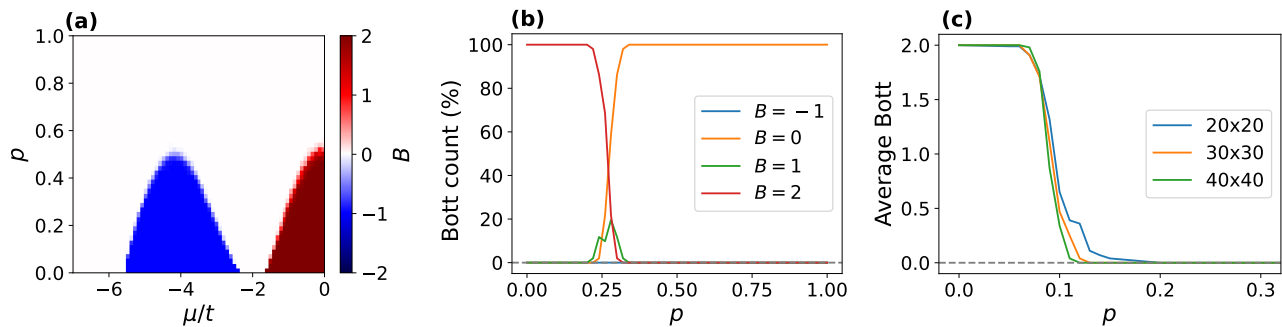 (a)
1.0
0.8
0.6
0.4
0.2
0.0
p
−6
−4
−2
0
μ/t
2
1
0
−1
−2
B
(b)
100
80
60
40
20
0
Bott count (%)
0.00
0.25
0.50
0.75
1.00
p
B = −1
B = 0
B = 1
B = 2
(c)
2.0
1.5
1.0
0.5
0.0
Average Bott
0.0
0.1
0.2
0.3
p
20x20
30x30
40x40